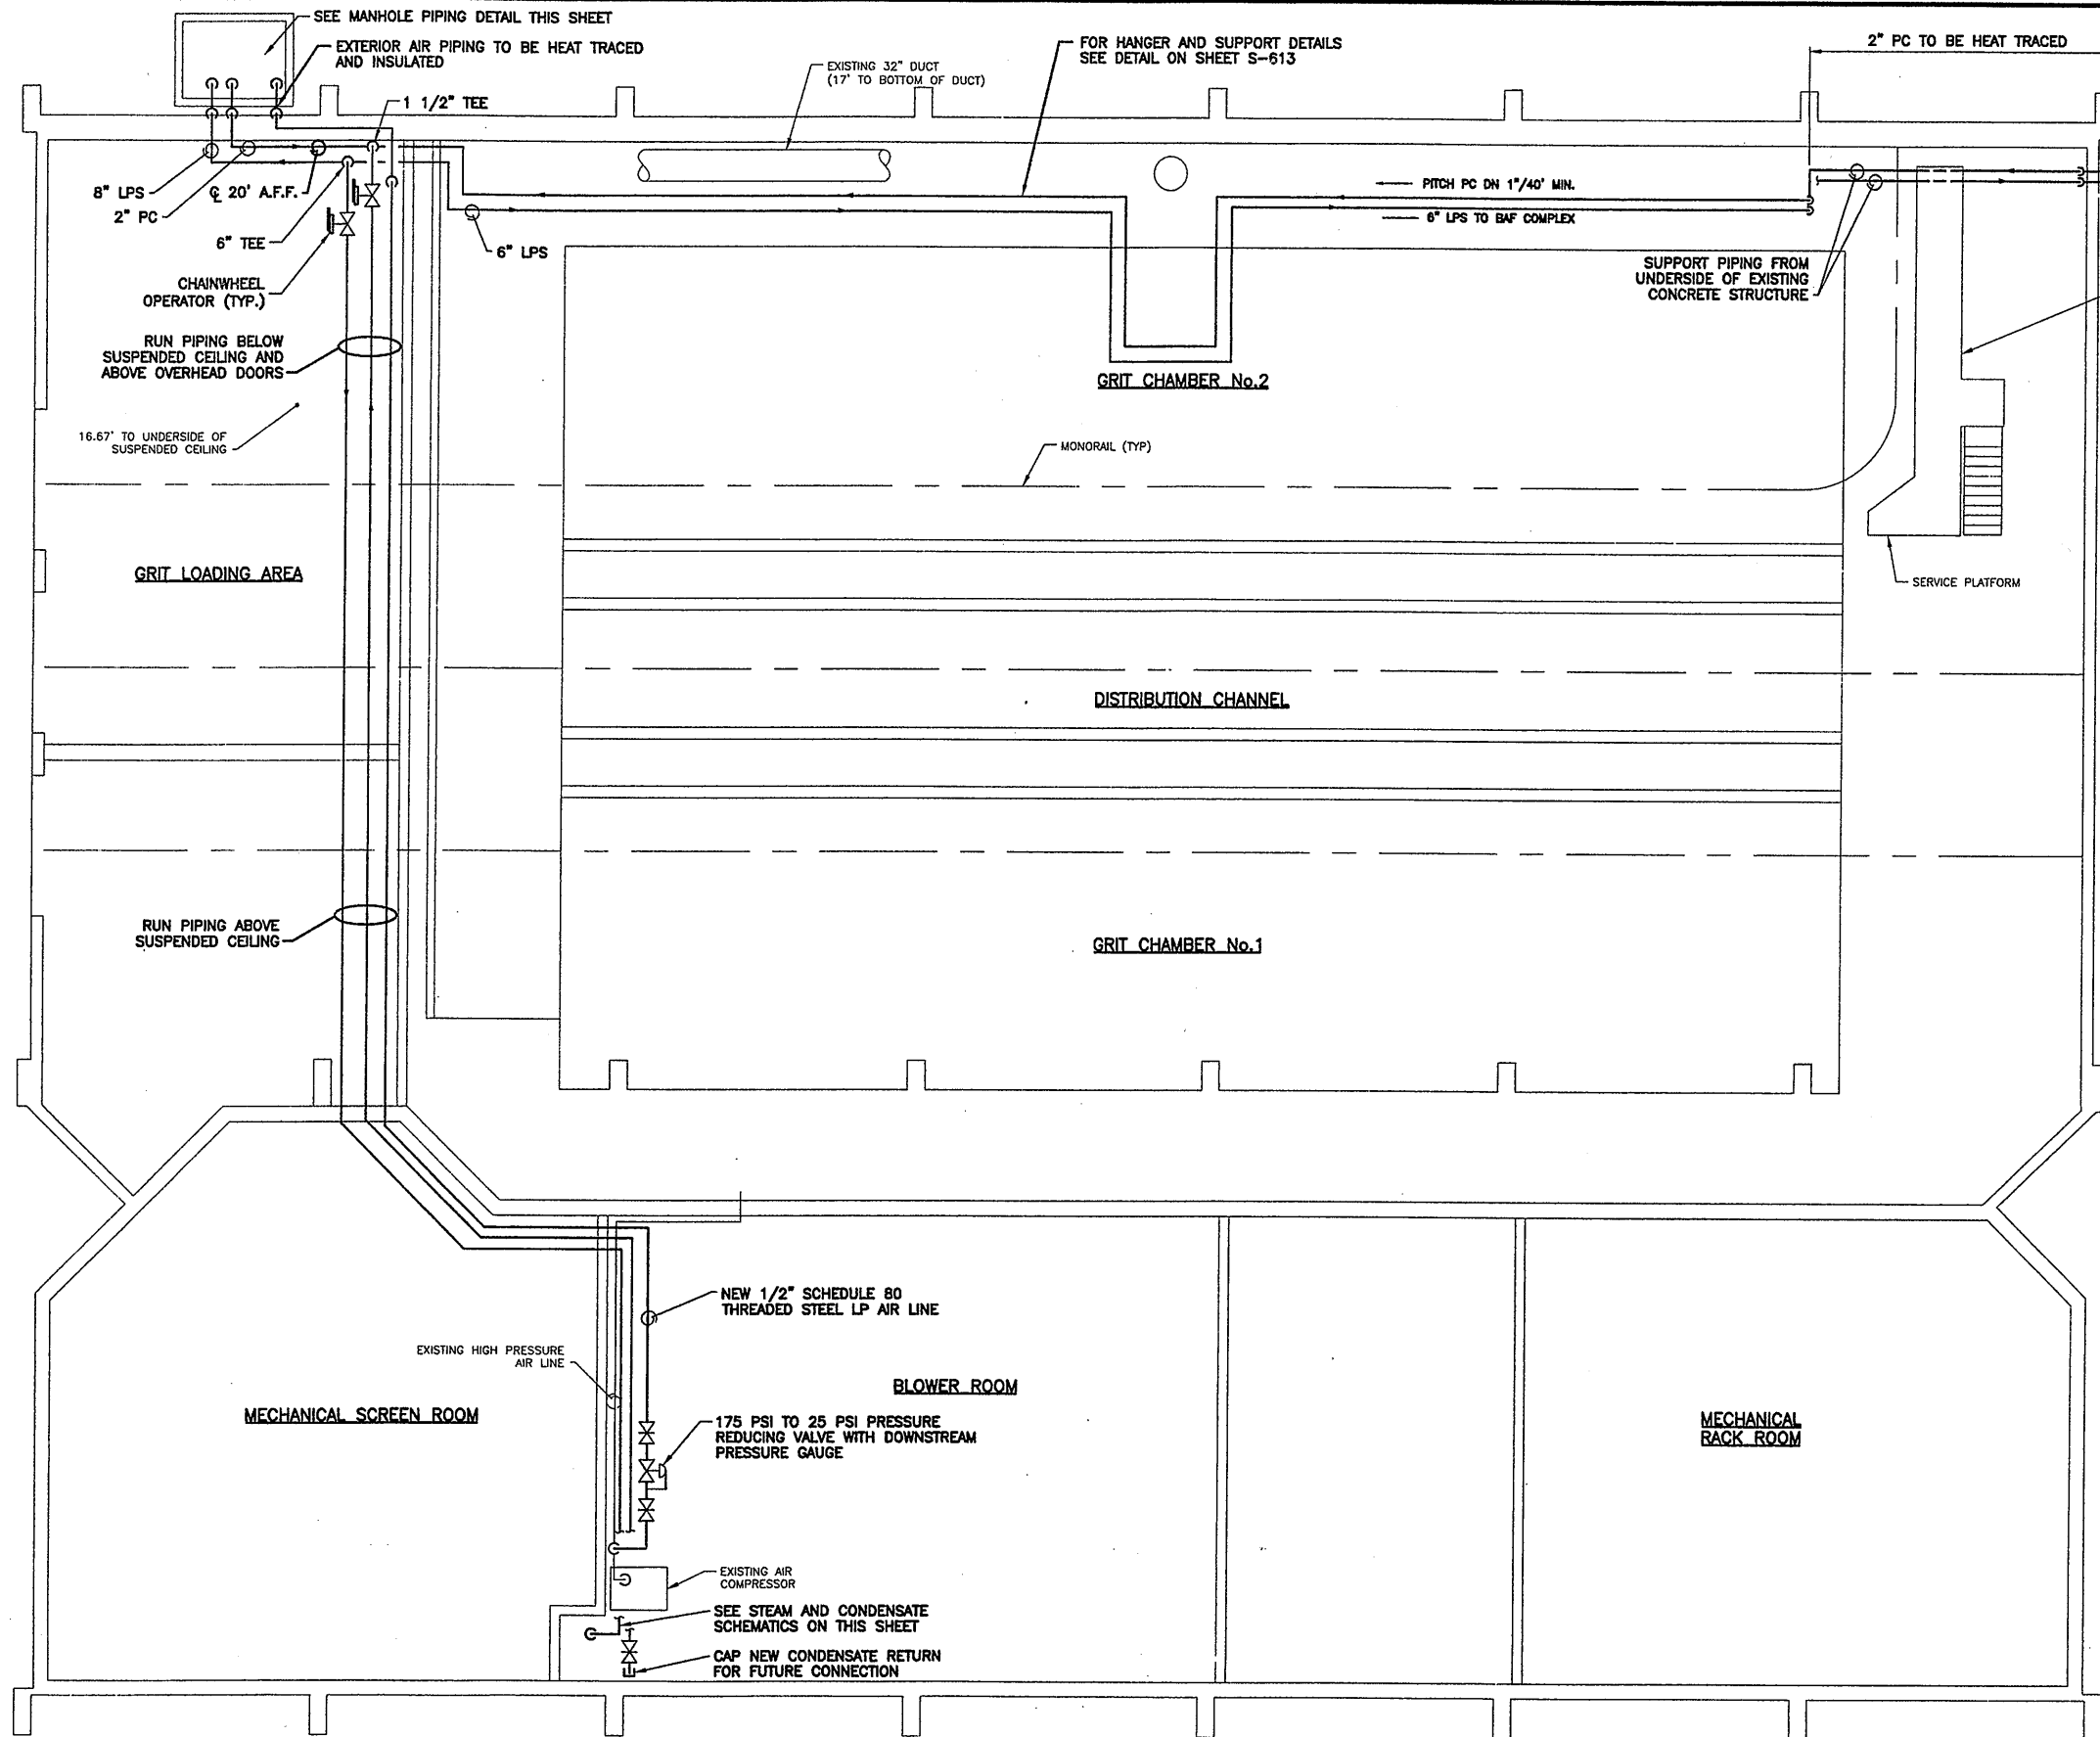 SEE MANHOLE PIPING DETAIL THIS SHEET
EXTERIOR AIR PIPING TO BE HEAT TRACED
AND INSULATED
FOR HANGER AND SUPPORT DETAILS
SEE DETAIL ON SHEET S-613
2" PC TO BE HEAT TRACED
EXISTING 32" DUCT
(17' TO BOTTOM OF DUCT)
1 1/2" TEE
8" LPS
2" PC
℄ 20' A.F.F.
6" TEE
6" LPS
PITCH PC DN 1"/40' MIN.
6" LPS TO BAF COMPLEX
CHAINWHEEL
OPERATOR (TYP.)
SUPPORT PIPING FROM
UNDERSIDE OF EXISTING
CONCRETE STRUCTURE
RUN PIPING BELOW
SUSPENDED CEILING AND
ABOVE OVERHEAD DOORS
GRIT CHAMBER No.2
16.67' TO UNDERSIDE OF
SUSPENDED CEILING
MONORAIL (TYP)
GRIT LOADING AREA
SERVICE PLATFORM
DISTRIBUTION CHANNEL
RUN PIPING ABOVE
SUSPENDED CEILING
GRIT CHAMBER No.1
NEW 1/2" SCHEDULE 80
THREADED STEEL LP AIR LINE
EXISTING HIGH PRESSURE
AIR LINE
BLOWER ROOM
MECHANICAL SCREEN ROOM
175 PSI TO 25 PSI PRESSURE
REDUCING VALVE WITH DOWNSTREAM
PRESSURE GAUGE
MECHANICAL
RACK ROOM
EXISTING AIR
COMPRESSOR
SEE STEAM AND CONDENSATE
SCHEMATICS ON THIS SHEET
CAP NEW CONDENSATE RETURN
FOR FUTURE CONNECTION